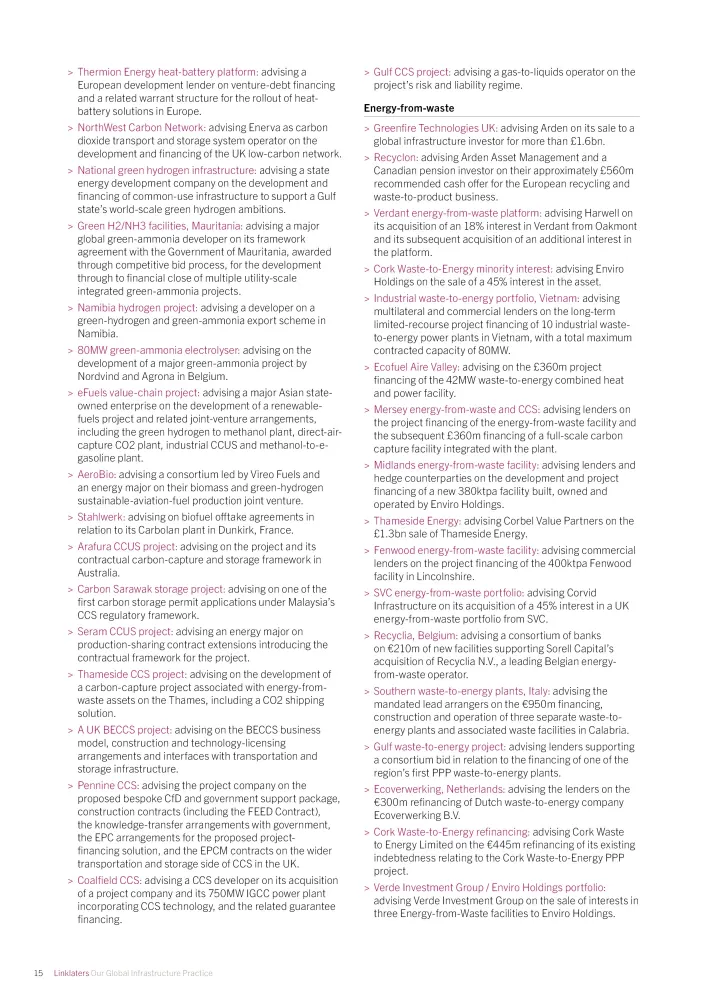 > Thermion Energy heat-battery platform: advising a
European development lender on venture-debt financing
and a related warrant structure for the rollout of heat-
battery solutions in Europe.
> NorthWest Carbon Network: advising Enerva as carbon
dioxide transport and storage system operator on the
development and financing of the UK low-carbon network.
> National green hydrogen infrastructure: advising a state
energy development company on the development and
financing of common-use infrastructure to support a Gulf
state's world-scale green hydrogen ambitions.
> Green H2/NH3 facilities, Mauritania: advising a major
global green-ammonia developer on its framework
agreement with the Government of Mauritania, awarded
through competitive bid process, for the development
through to financial close of multiple utility-scale
integrated green-ammonia projects.
> Namibia hydrogen project: advising a developer on a
green-hydrogen and green-ammonia export scheme in
Namibia.
> 80MW green-ammonia electrolyser: advising on the
development of a major green-ammonia project by
Nordvind and Agrona in Belgium.
> eFuels value-chain project: advising a major Asian state-
owned enterprise on the development of a renewable-
fuels project and related joint-venture arrangements,
including the green hydrogen to methanol plant, direct-air-
capture CO2 plant, industrial CCUS and methanol-to-e-
gasoline plant.
> AeroBio: advising a consortium led by Vireo Fuels and
an energy major on their biomass and green-hydrogen
sustainable-aviation-fuel production joint venture.
> Stahlwerk: advising on biofuel offtake agreements in
relation to its Carbolan plant in Dunkirk, France.
> Arafura CCUS project: advising on the project and its
contractual carbon-capture and storage framework in
Australia.
> Carbon Sarawak storage project: advising on one of the
first carbon storage permit applications under Malaysia's
CCS regulatory framework.
> Seram CCUS project: advising an energy major on
production-sharing contract extensions introducing the
contractual framework for the project.
> Thameside CCS project: advising on the development of
a carbon-capture project associated with energy-from-
waste assets on the Thames, including a CO2 shipping
solution.
> A UK BECCS project: advising on the BECCS business
model, construction and technology-licensing
arrangements and interfaces with transportation and
storage infrastructure.
> Pennine CCS: advising the project company on the
proposed bespoke CfD and government support package,
construction contracts (including the FEED Contract),
the knowledge-transfer arrangements with government,
the EPC arrangements for the proposed project-
financing solution, and the EPCM contracts on the wider
transportation and storage side of CCS in the UK.
> Coalfield CCS: advising a CCS developer on its acquisition
of a project company and its 750MW IGCC power plant
incorporating CCS technology, and the related guarantee
financing.
> Gulf CCS project: advising a gas-to-liquids operator on the
project's risk and liability regime.
Energy-from-waste
> Greenfire Technologies UK: advising Arden on its sale to a
global infrastructure investor for more than £1.6bn.
> Recyclon: advising Arden Asset Management and a
Canadian pension investor on their approximately £560m
recommended cash offer for the European recycling and
waste-to-product business.
> Verdant energy-from-waste platform: advising Harwell on
its acquisition of an 18% interest in Verdant from Oakmont
and its subsequent acquisition of an additional interest in
the platform.
> Cork Waste-to-Energy minority interest: advising Enviro
Holdings on the sale of a 45% interest in the asset.
> Industrial waste-to-energy portfolio, Vietnam: advising
multilateral and commercial lenders on the long-term
limited-recourse project financing of 10 industrial waste-
to-energy power plants in Vietnam, with a total maximum
contracted capacity of 80MW.
> Ecofuel Aire Valley: advising on the £360m project
financing of the 42MW waste-to-energy combined heat
and power facility.
> Mersey energy-from-waste and CCS: advising lenders on
the project financing of the energy-from-waste facility and
the subsequent £360m financing of a full-scale carbon
capture facility integrated with the plant.
> Midlands energy-from-waste facility: advising lenders and
hedge counterparties on the development and project
financing of a new 380ktpa facility built, owned and
operated by Enviro Holdings.
> Thameside Energy: advising Corbel Value Partners on the
£1.3bn sale of Thameside Energy.
> Fenwood energy-from-waste facility: advising commercial
lenders on the project financing of the 400ktpa Fenwood
facility in Lincolnshire.
> SVC energy-from-waste portfolio: advising Corvid
Infrastructure on its acquisition of a 45% interest in a UK
energy-from-waste portfolio from SVC.
> Recyclia, Belgium: advising a consortium of banks
on €210m of new facilities supporting Sorell Capital's
acquisition of Recyclia N.V., a leading Belgian energy-
from-waste operator.
> Southern waste-to-energy plants, Italy: advising the
mandated lead arrangers on the €950m financing,
construction and operation of three separate waste-to-
energy plants and associated waste facilities in Calabria.
> Gulf waste-to-energy project: advising lenders supporting
a consortium bid in relation to the financing of one of the
region's first PPP waste-to-energy plants.
> Ecoverwerking, Netherlands: advising the lenders on the
€300m refinancing of Dutch waste-to-energy company
Ecoverwerking B.V.
> Cork Waste-to-Energy refinancing: advising Cork Waste
to Energy Limited on the €445m refinancing of its existing
indebtedness relating to the Cork Waste-to-Energy PPP
project.
> Verde Investment Group / Enviro Holdings portfolio:
advising Verde Investment Group on the sale of interests in
three Energy-from-Waste facilities to Enviro Holdings.
15 Linklaters Our Global Infrastructure Practice